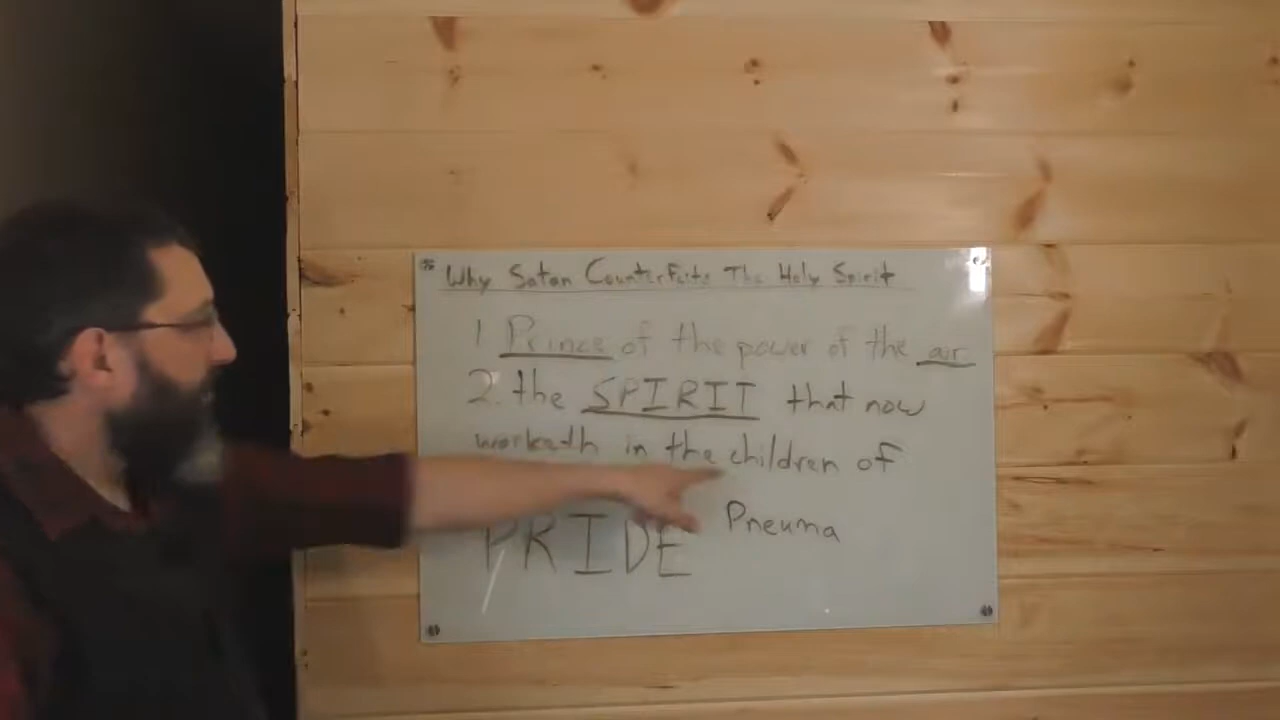 Why Satan Counterfeits The Holy Spirit
1 Prince of the power of the air
2. the SPIRIT that now
worketh in the children of
PRIDE Pneuma